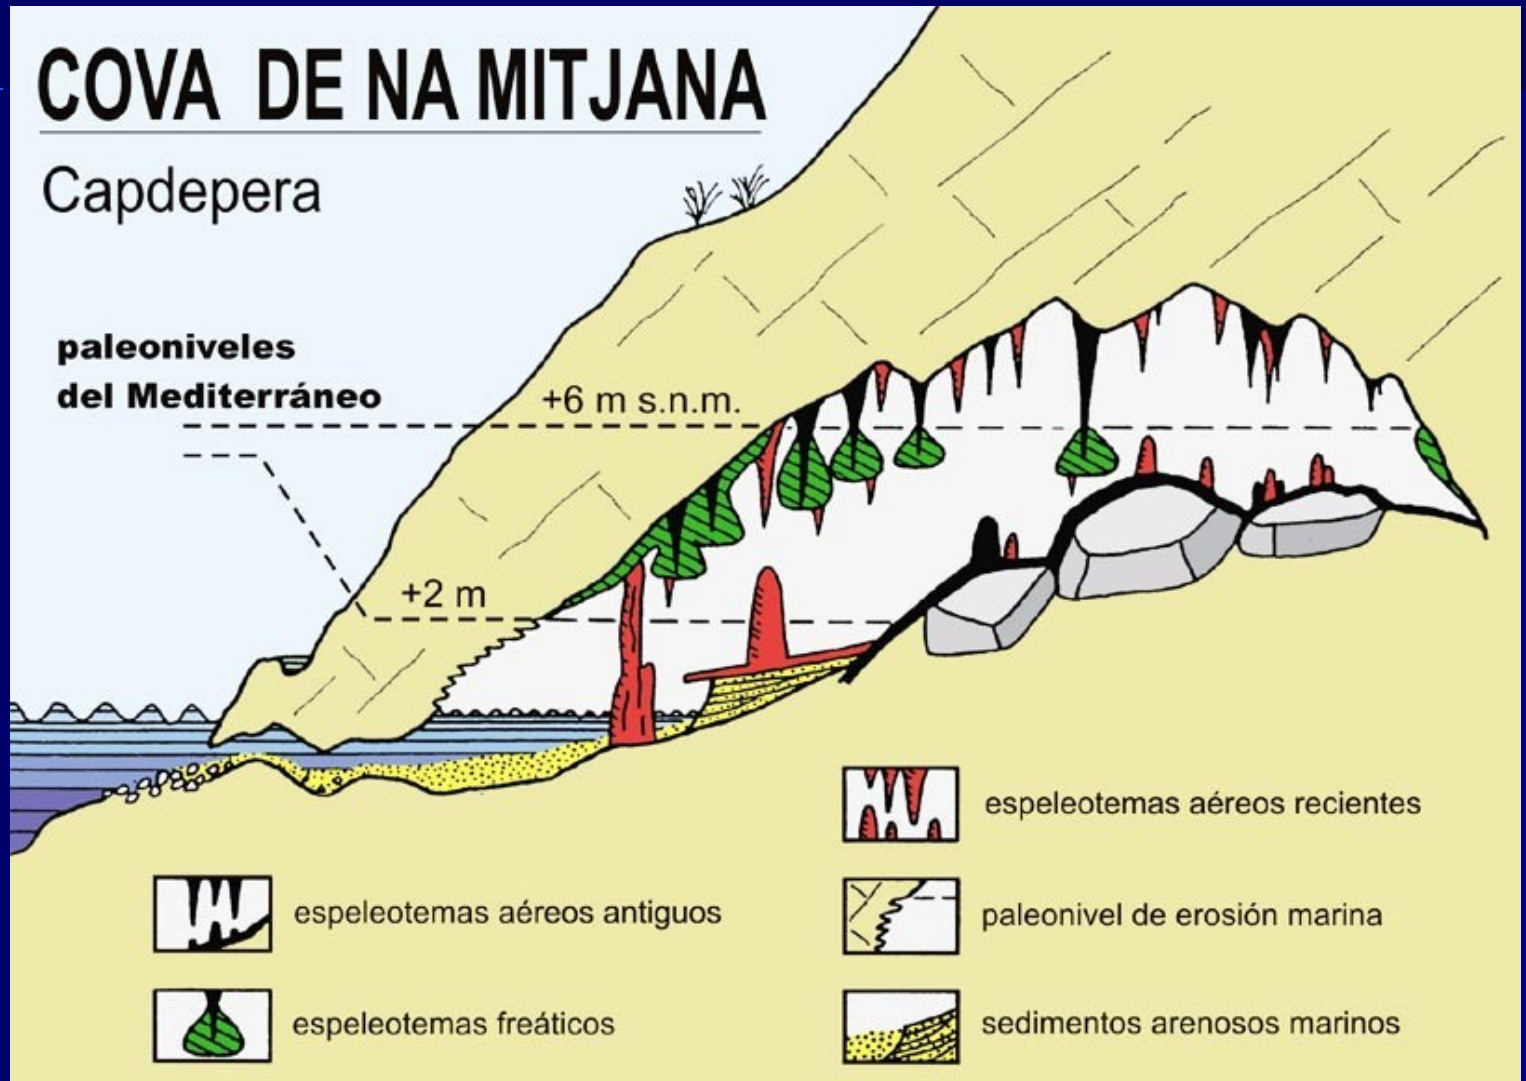 COVA DE NA MITJANA
Capdepera
paleoniveles
del Mediterráneo
+6 m s.n.m.
+2 m
espeleotemas aéreos recientes
espeleotemas aéreos antiguos
paleonivel de erosión marina
espeleotemas freáticos
sedimentos arenosos marinos